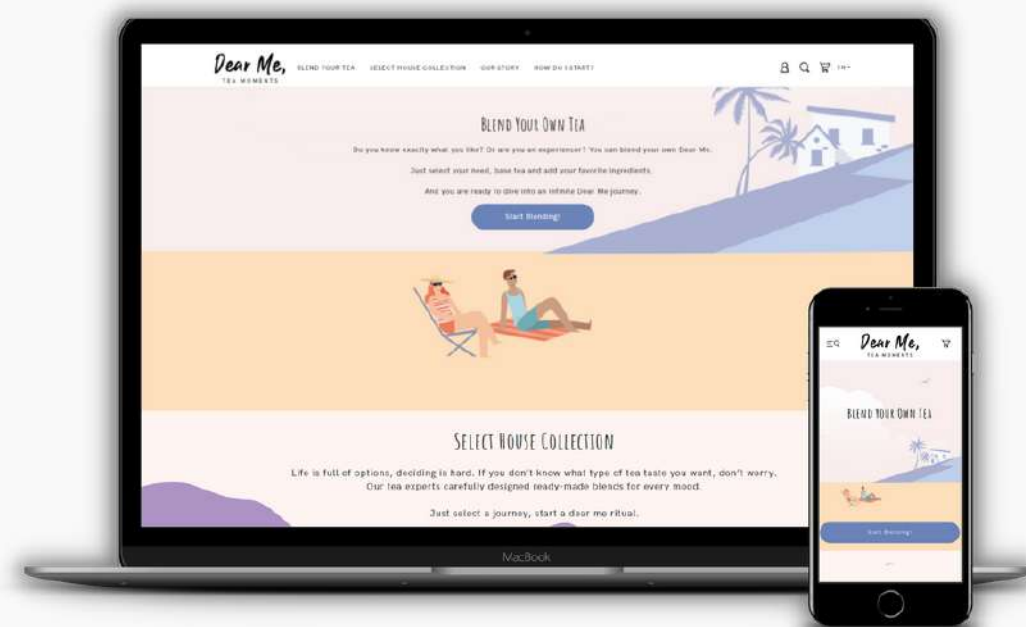 Dear Me,
TEA MOMENTS
BLEND YOUR TEA SELECT HOUSE COLLECTION OUR STORY HOW DO I START? EN
BLEND YOUR OWN TEA
Do you know exactly what you like? Or are you an experiencer? You can blend your own Dear Me.
Just select your need, base tea and add your favorite ingredients.
And you are ready to dive into an infinite Dear Me journey.
Start Blending!
SELECT HOUSE COLLECTION
Life is full of options, deciding is hard. If you don't know what type of tea taste you want, don't worry.
Our tea experts carefully designed ready-made blends for every mood.
Just select a journey, start a dear me ritual.
MacBook
Dear Me,
TEA MOMENTS
BLEND YOUR OWN TEA
Start Blending!